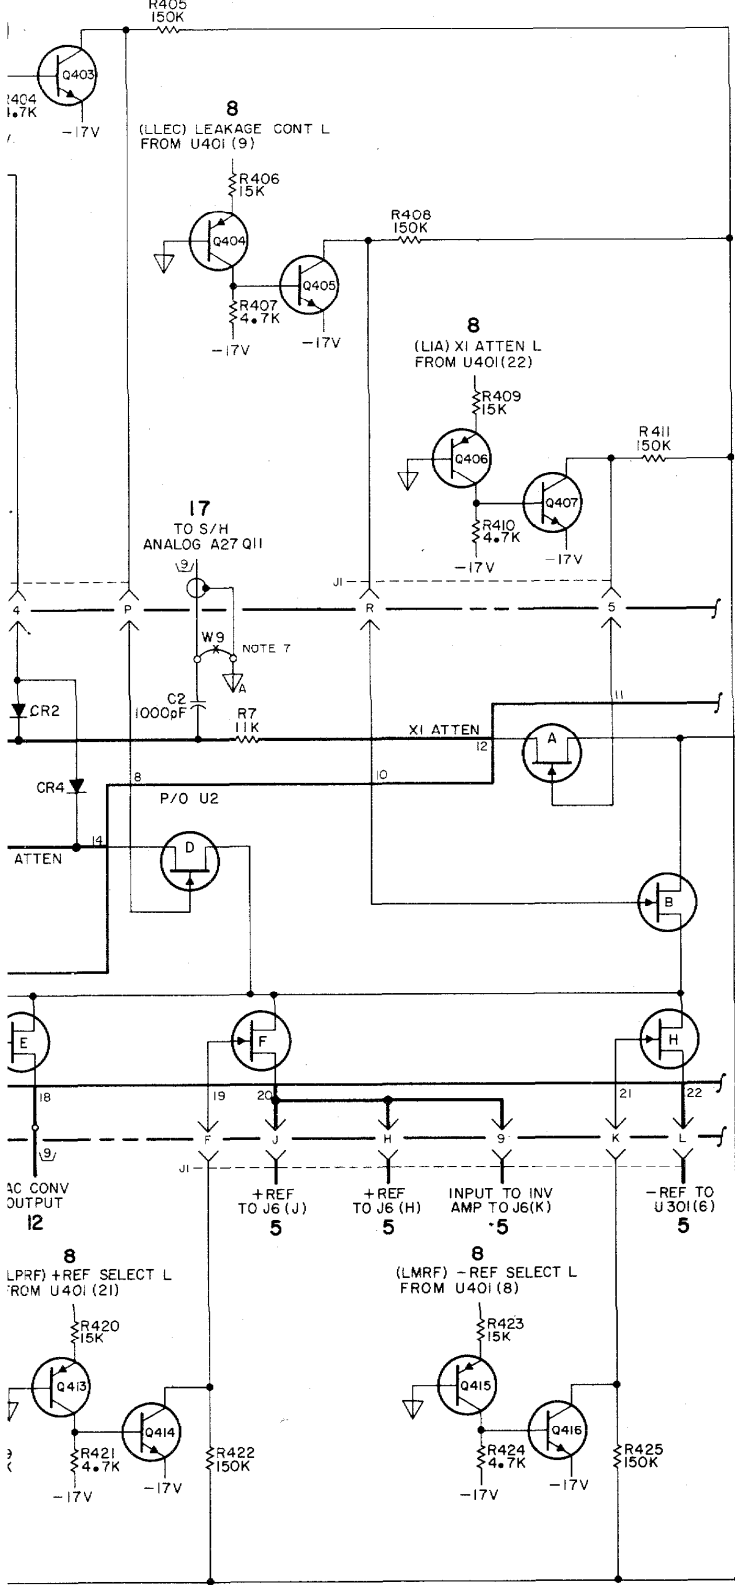 R405
150K
Q403
4.7K
-17V
8
(LLEC) LEAKAGE CONT L
FROM U401 (9)
R406
15K
Q404
R408
150K
Q405
R407
4.7K
-17V
-17V
8
(LIA) X1 ATTEN L
FROM U401(22)
R409
15K
R411
150K
Q406
Q407
R410
4.7K
-17V
-17V
17
TO S/H
ANALOG A27 Q11
9
J1
4
P
R
5
W9
NOTE 7
A
C2
1000pF
R7
11K
CR2
11
X1 ATTEN
12
A
CR4
8
10
P/O U2
14
ATTEN
D
B
E
F
H
18
19
20
21
22
F
J
H
9
K
L
9
J1
AC CONV
OUTPUT
12
+REF
TO J6 (J)
5
+REF
TO J6 (H)
5
INPUT TO INV
AMP TO J6(K)
5
-REF TO
U301(6)
5
8
(LPRF) +REF SELECT L
FROM U401 (21)
8
(LMRF) -REF SELECT L
FROM U401 (8)
R420
15K
R423
15K
Q413
Q415
Q414
Q416
R421
4.7K
R422
150K
R424
4.7K
R425
150K
-17V
-17V
-17V
-17V